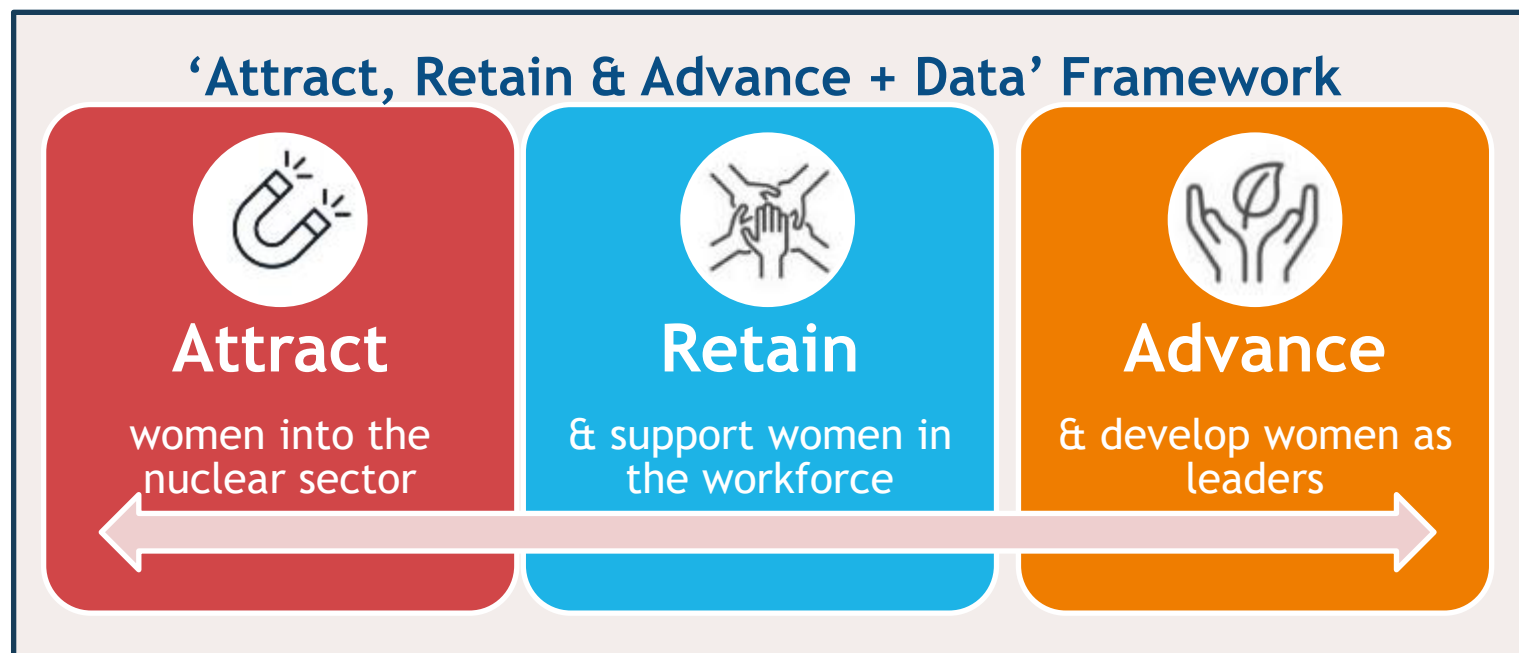 ‘Attract, Retain & Advance + Data’ Framework
Attract
women into the
nuclear sector
Retain
& support women in
the workforce
Advance
& develop women as
leaders